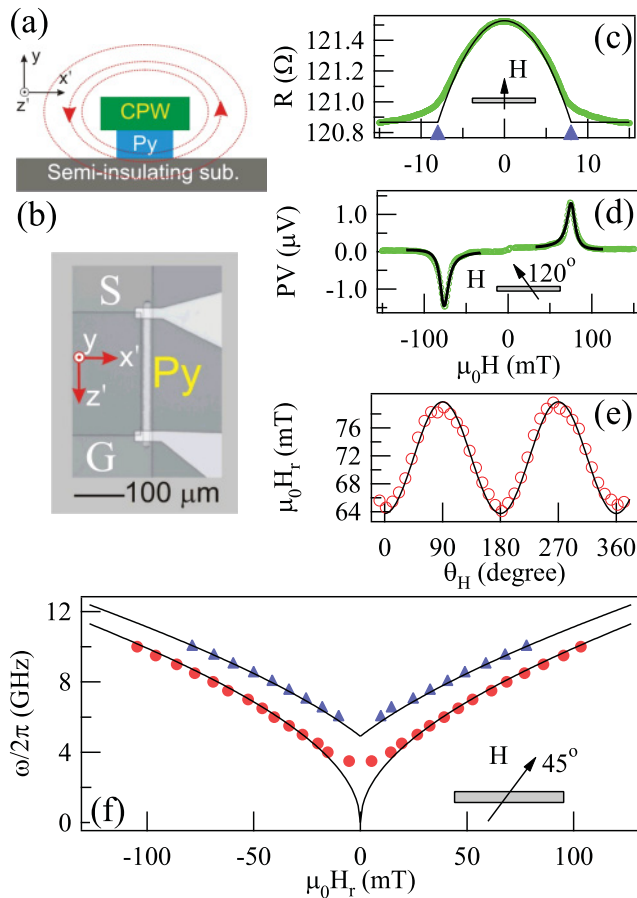 (a)
y
x'
z'
CPW
Py
Semi-insulating sub.
(b)
S
y
x'
z'
Py
G
100 μm
(c)
R (Ω)
121.5
121.2
121.0
120.8
H
-10
0
10
(d)
PV (μV)
1.0
0.0
-1.0
H
120°
-100
0
100
μ₀H (mT)
(e)
μ₀Hᵣ (mT)
76
72
68
64
0
90
180
270
360
θ_H (degree)
(f)
ω/2π (GHz)
12
8
4
0
H
45°
-100
-50
0
50
100
μ₀Hᵣ (mT)